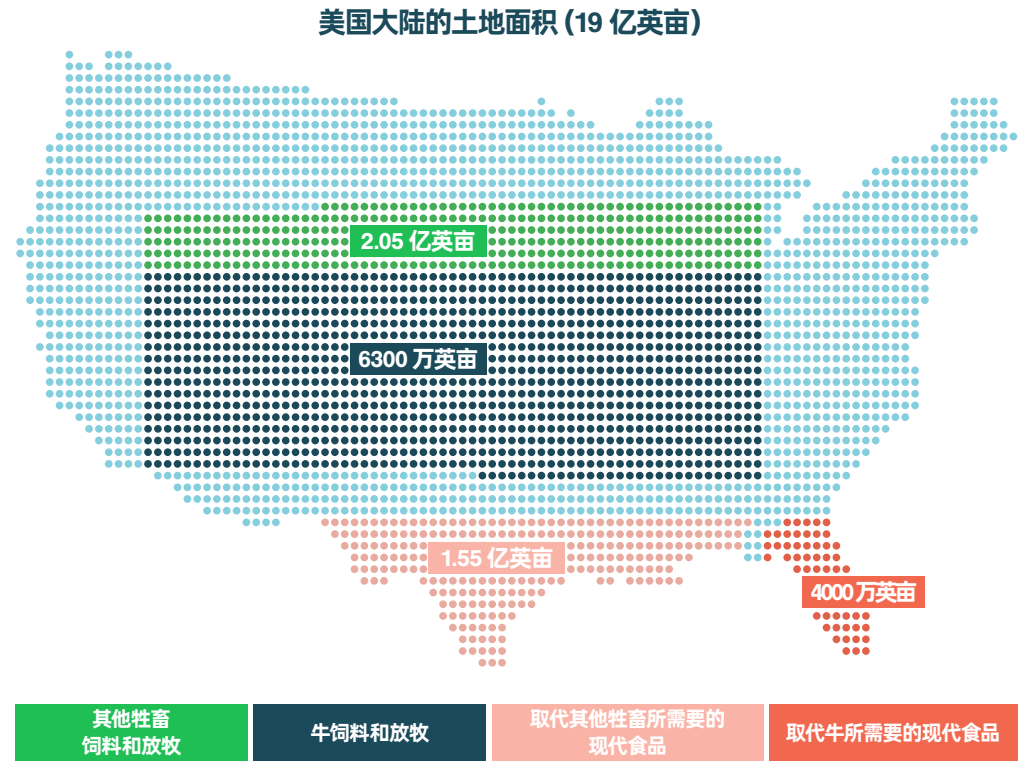 美国大陆的土地面积 (19 亿英亩)
2.05 亿英亩
6300 万英亩
1.55 亿英亩
4000 万英亩
其他牲畜
饲料和放牧
牛饲料和放牧
取代其他牲畜所需要的
现代食品
取代牛所需要的现代食品